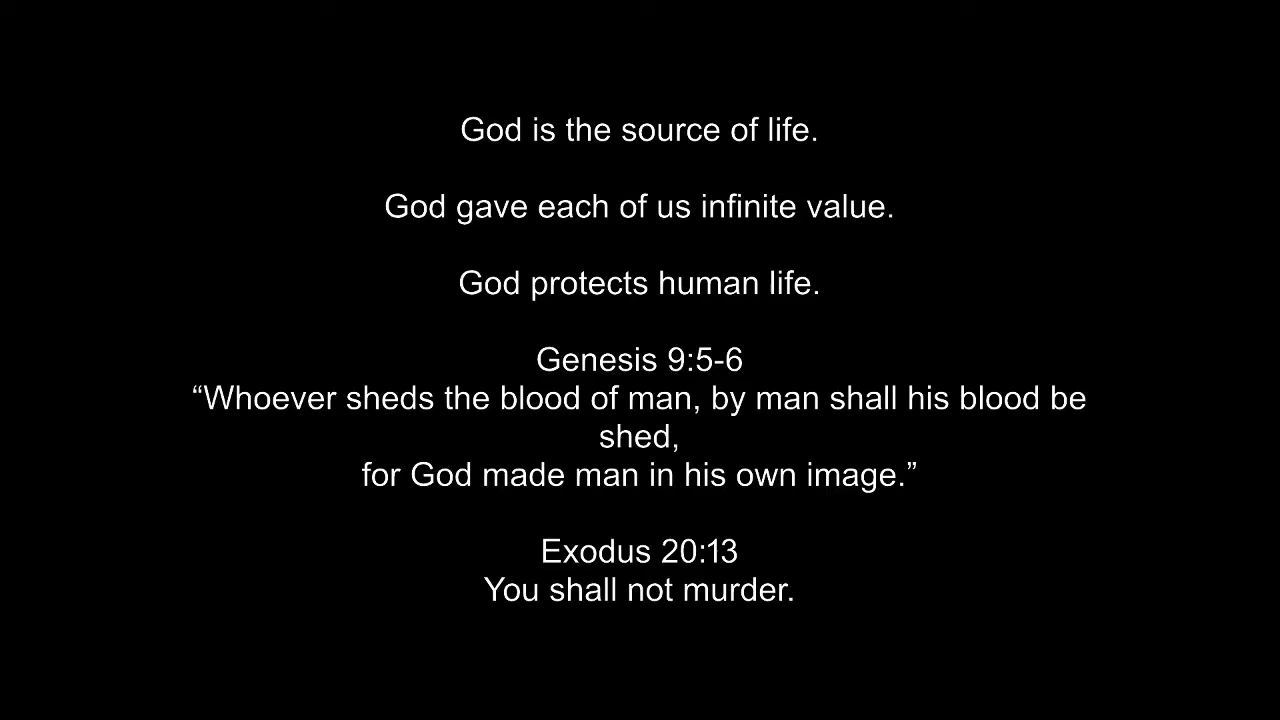 God is the source of life.
God gave each of us infinite value.
God protects human life.
Genesis 9:5-6
“Whoever sheds the blood of man, by man shall his blood be
shed,
for God made man in his own image.”
Exodus 20:13
You shall not murder.